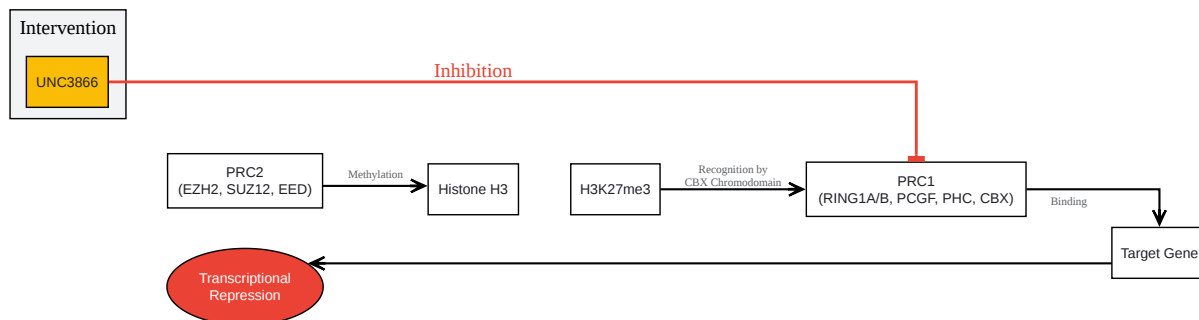 Intervention
UNC3866
Inhibition
PRC2
(EZH2, SUZ12, EED)
Methylation
Histone H3
H3K27me3
Recognition by
CBX Chromodomain
PRC1
(RING1A/B, PCGF, PHC, CBX)
Binding
Target Gene
Transcriptional
Repression